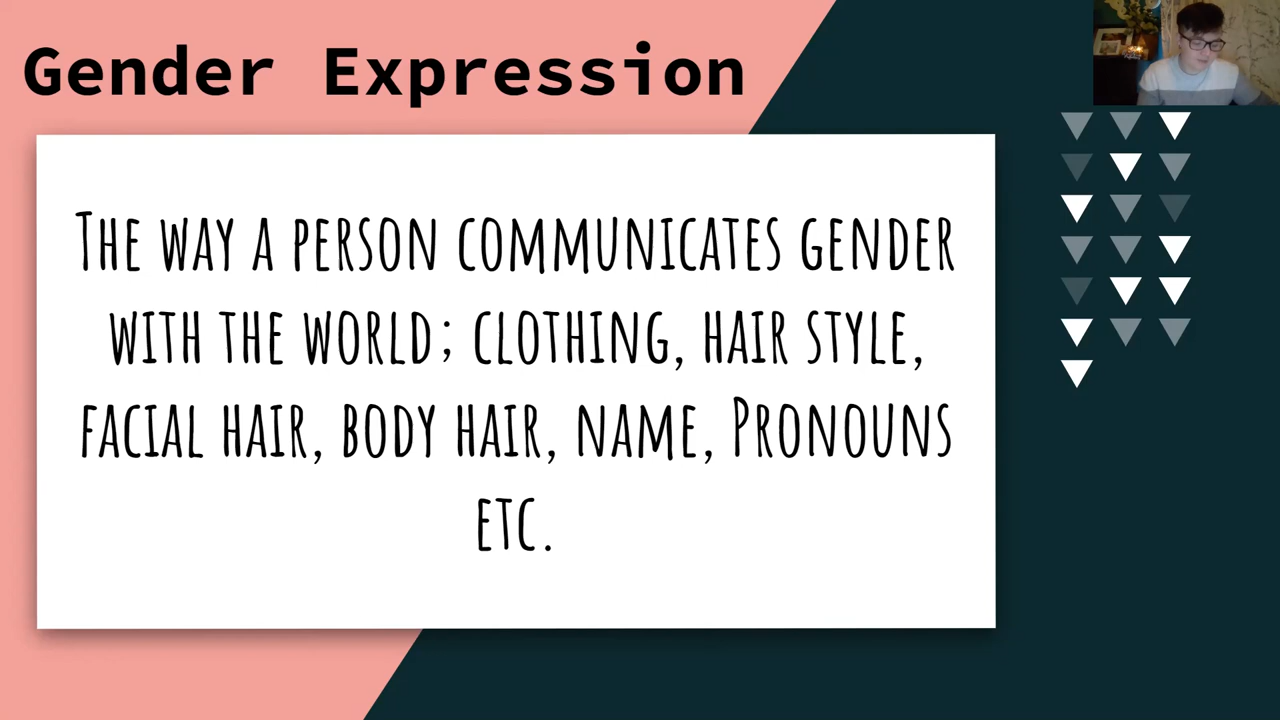 Gender Expression
The way a person communicates gender
with the world; clothing, hair style,
facial hair, body hair, name, Pronouns
etc.